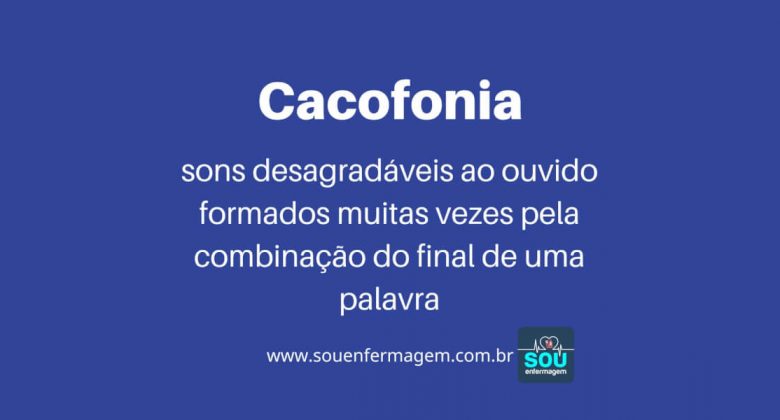 Cacofonia
sons desagradáveis ao ouvido
formados muitas vezes pela
combinação do final de uma
palavra
www.souenfermagem.com.br
SOU
enfermagem